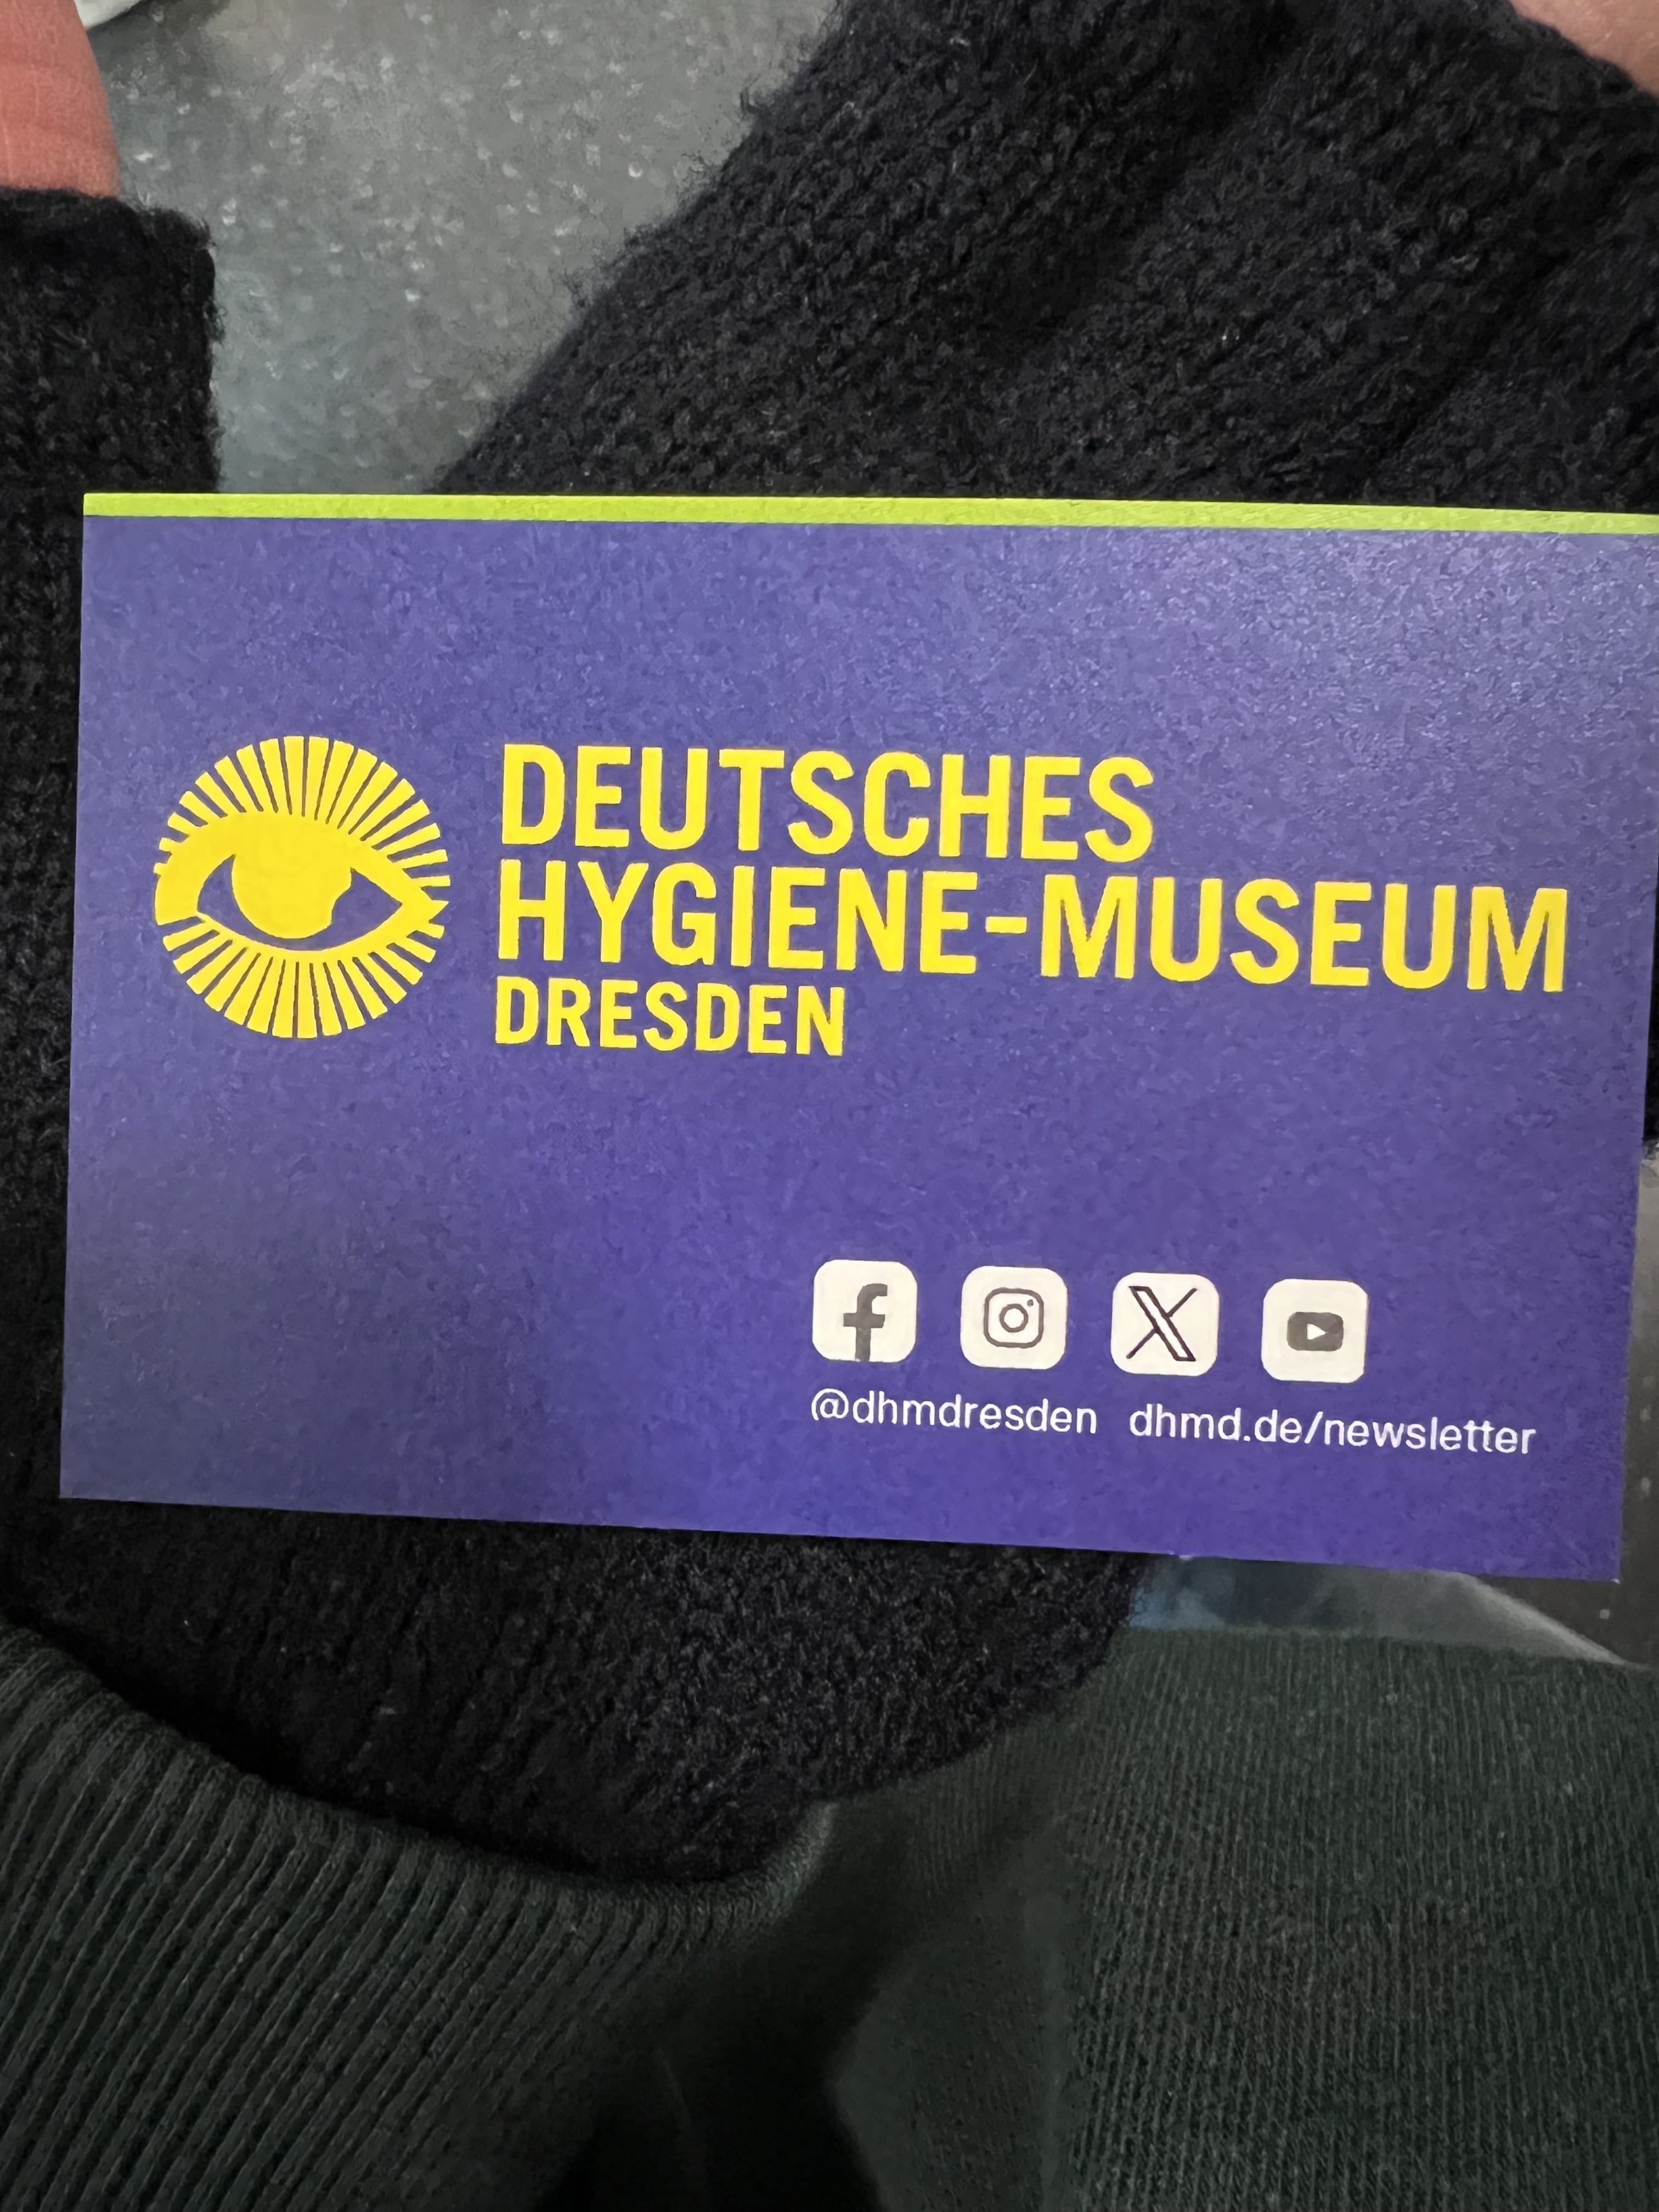 DEUTSCHES
HYGIENE-MUSEUM
DRESDEN
@dhmdresden dhmd.de/newsletter